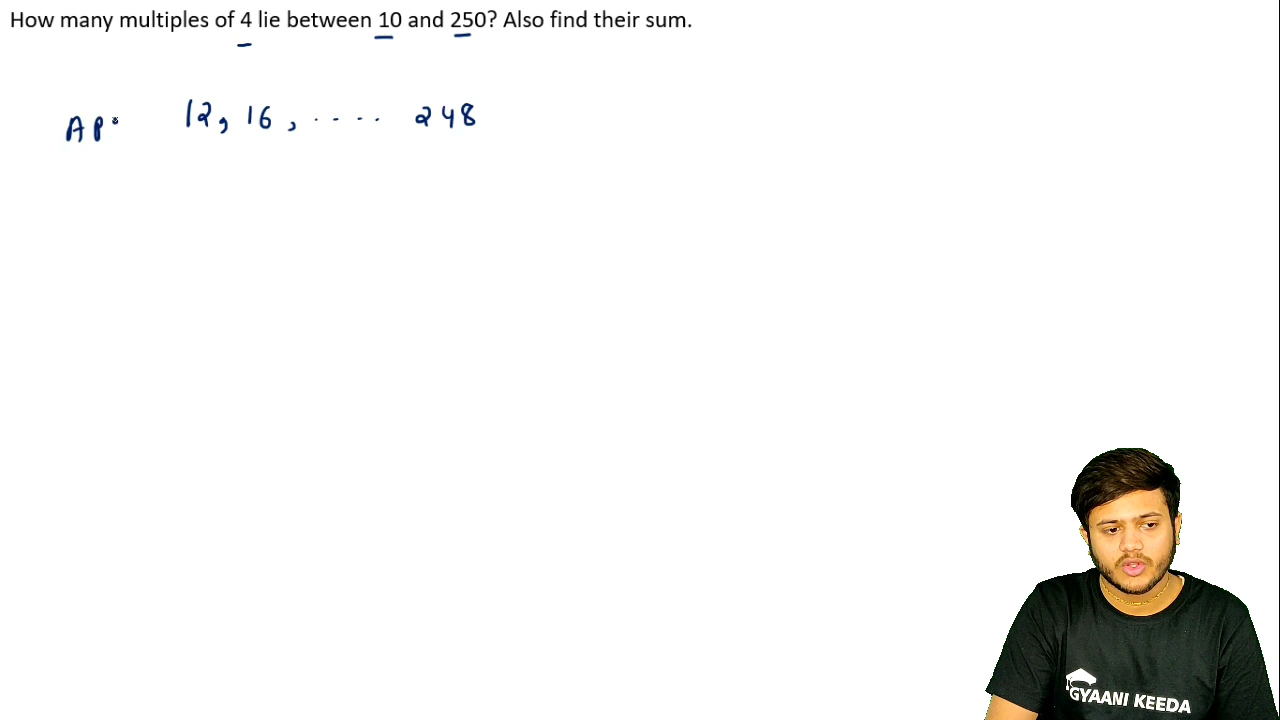 How many multiples of 4 lie between 10 and 250? Also find their sum.
AP: 12, 16, ..... 248
GYAANI KEEDA